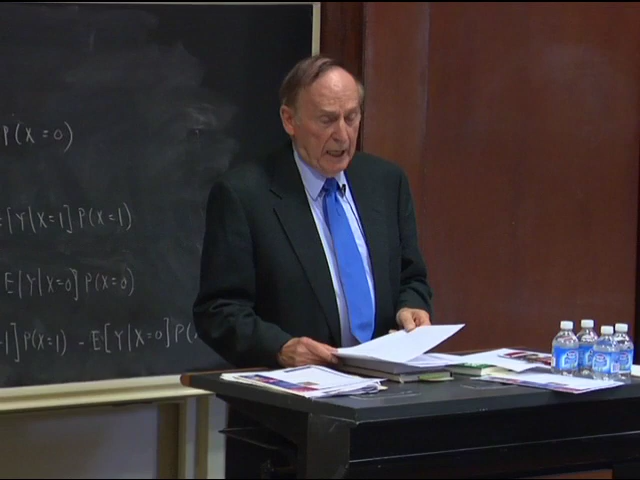 P(X=0)
E[Y|X=1] P(X=1)
E[Y|X=0] P(X=0)
1] P(X=1) - E[Y|X=0] P(X